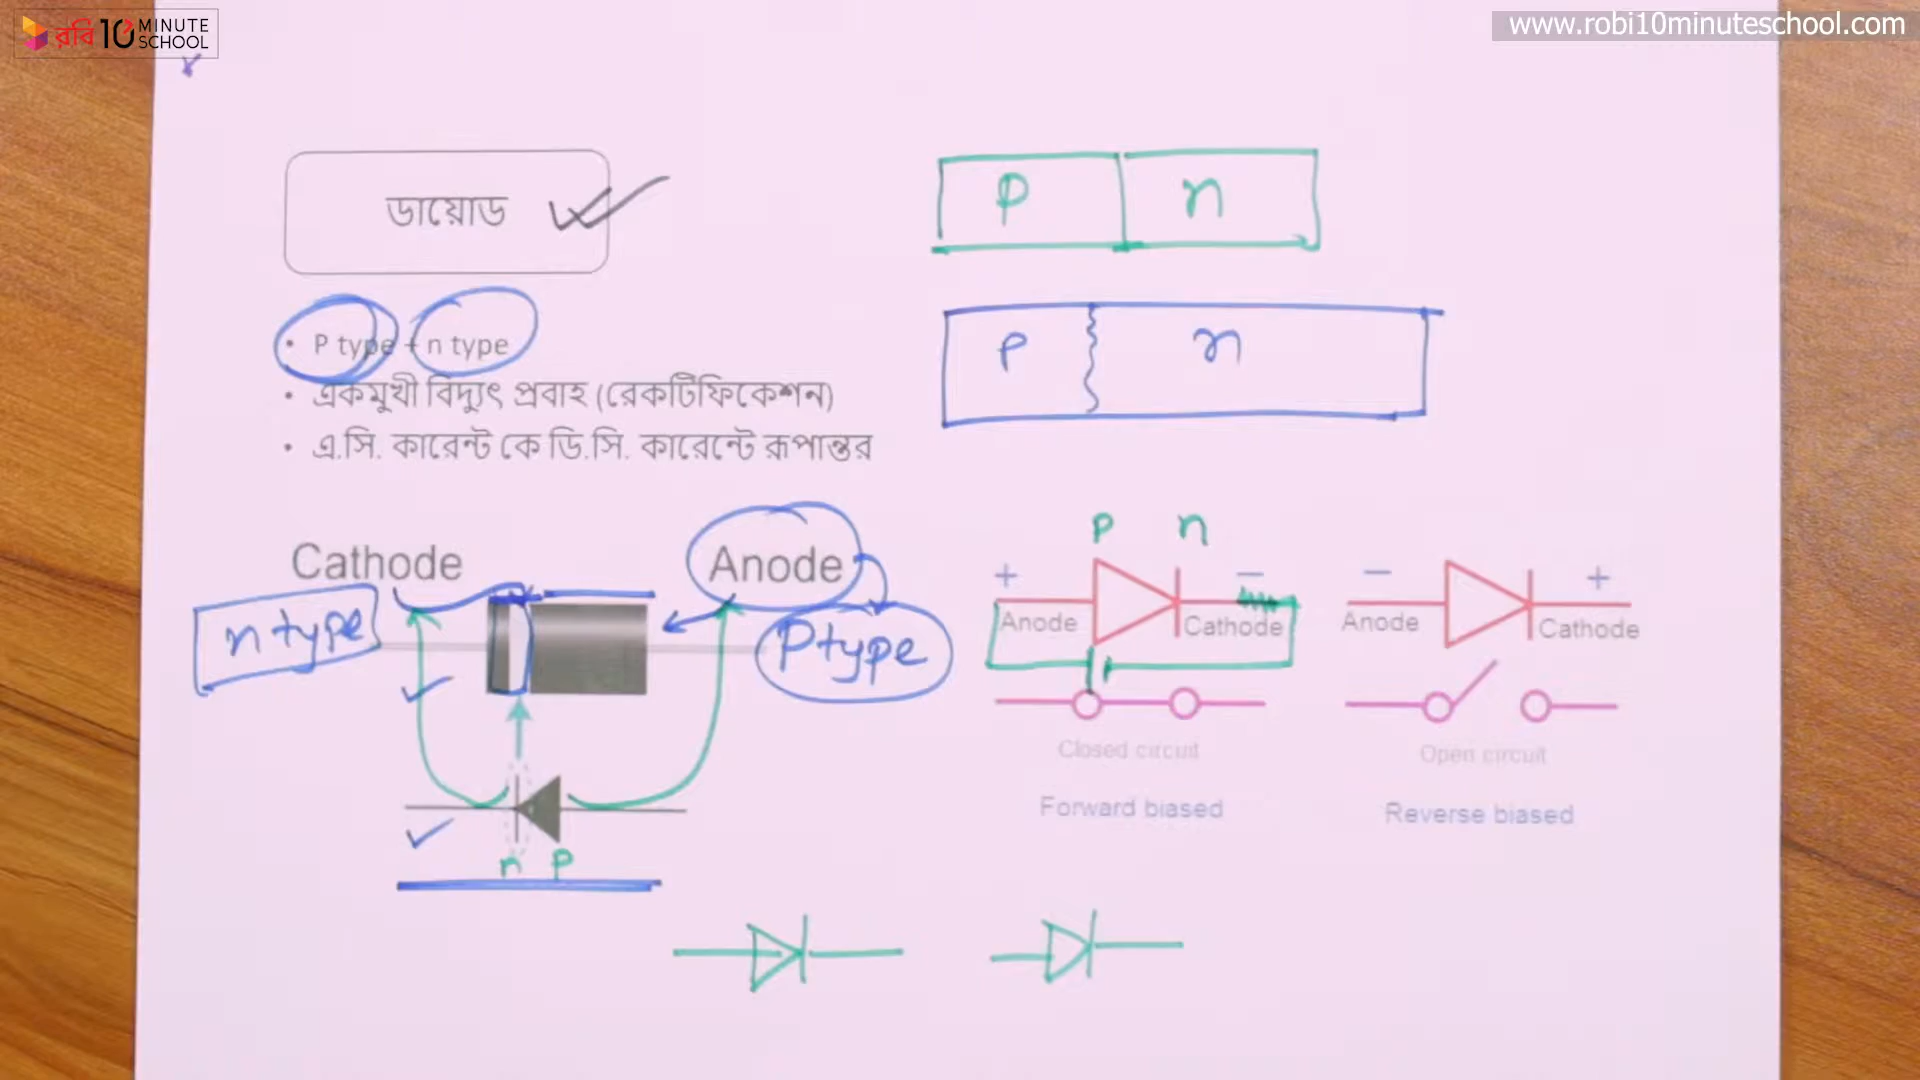 রবি 10 MINUTE SCHOOL
www.robi10minuteschool.com
ডায়োড
P n
• P type + n type
P n
• একমুখী বিদ্যুৎ প্রবাহ (রেকটিফিকেশন)
• এ.সি. কারেন্ট কে ডি.সি. কারেন্টে রূপান্তর
Cathode Anode
n type P type
n P
P n
+ −
Anode Cathode
Closed circuit
Forward biased
− +
Anode Cathode
Open circuit
Reverse biased